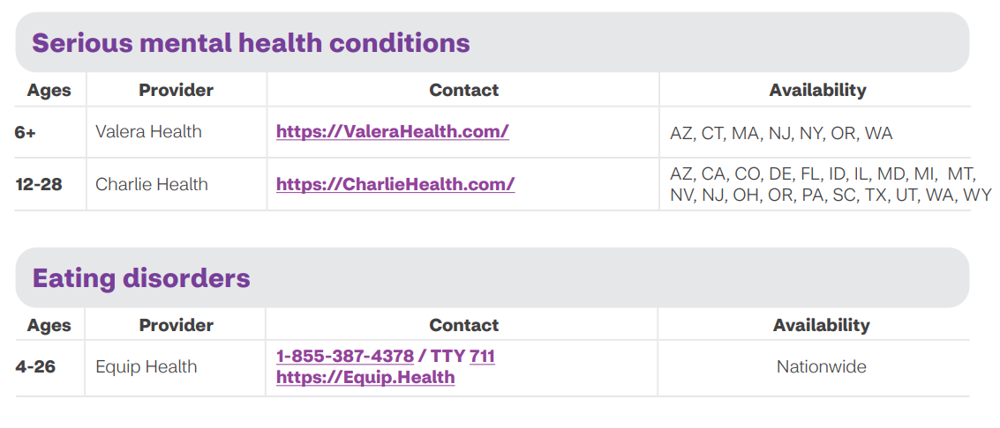 Serious mental health conditions
Ages Provider Contact Availability
6+ Valera Health https://ValeraHealth.com/ AZ, CT, MA, NJ, NY, OR, WA
12-28 Charlie Health https://CharlieHealth.com/ AZ, CA, CO, DE, FL, ID, IL, MD, MI, MT,
NV, NJ, OH, OR, PA, SC, TX, UT, WA, WY
Eating disorders
Ages Provider Contact Availability
4-26 Equip Health 1-855-387-4378 / TTY 711
https://Equip.Health
Nationwide